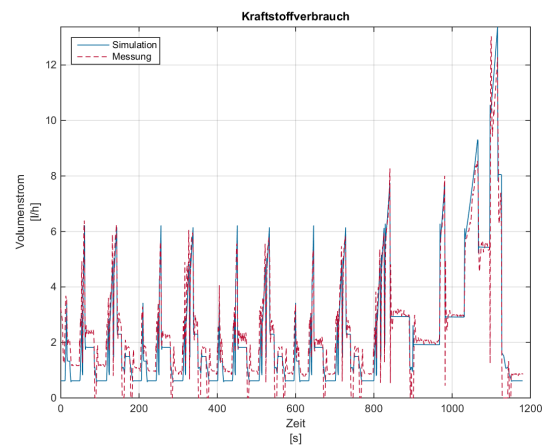 Kraftstoffverbrauch
Simulation
Messung
12
10
8
6
4
2
0
Volumenstrom
[l/h]
0 200 400 600 800 1000 1200
Zeit
[s]